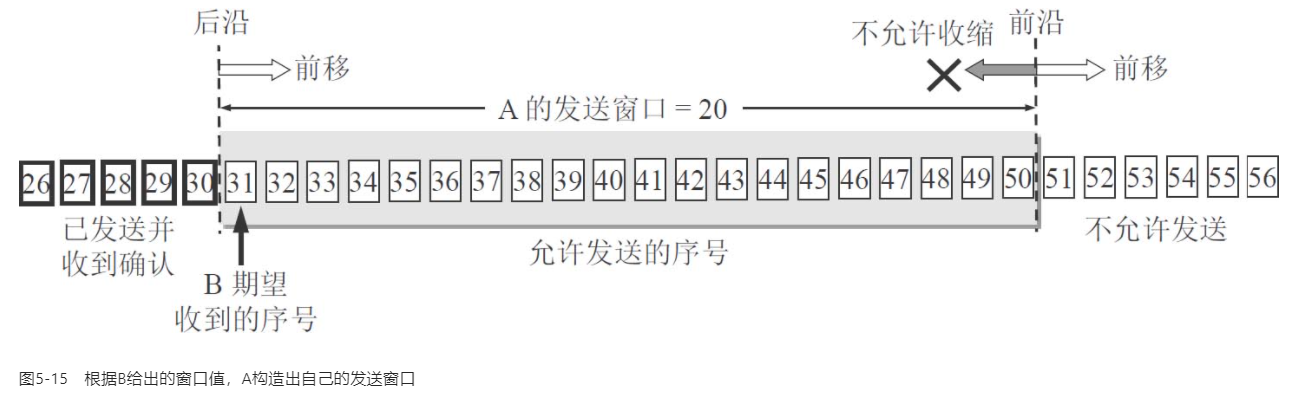 后沿
不允许收缩 前沿
前移
前移
A 的发送窗口 = 20
26 27 28 29 30 31 32 33 34 35 36 37 38 39 40 41 42 43 44 45 46 47 48 49 50 51 52 53 54 55 56
已发送并
收到确认
B 期望
收到的序号
允许发送的序号
不允许发送
图5-15 根据B给出的窗口值，A构造出自己的发送窗口